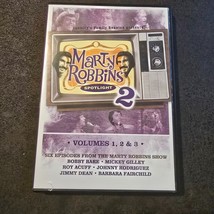 MARTY
ROBBINS'
SPOTLIGHT
2
• VOLUMES 1, 2 & 3 •
SIX EPISODES FROM THE MARTY ROBBINS SHOW
BOBBY BARE • MICKEY GILLEY
ROY ACUFF • JOHNNY RODRIGUEZ
JIMMY DEAN • BARBARA FAIRCHILD